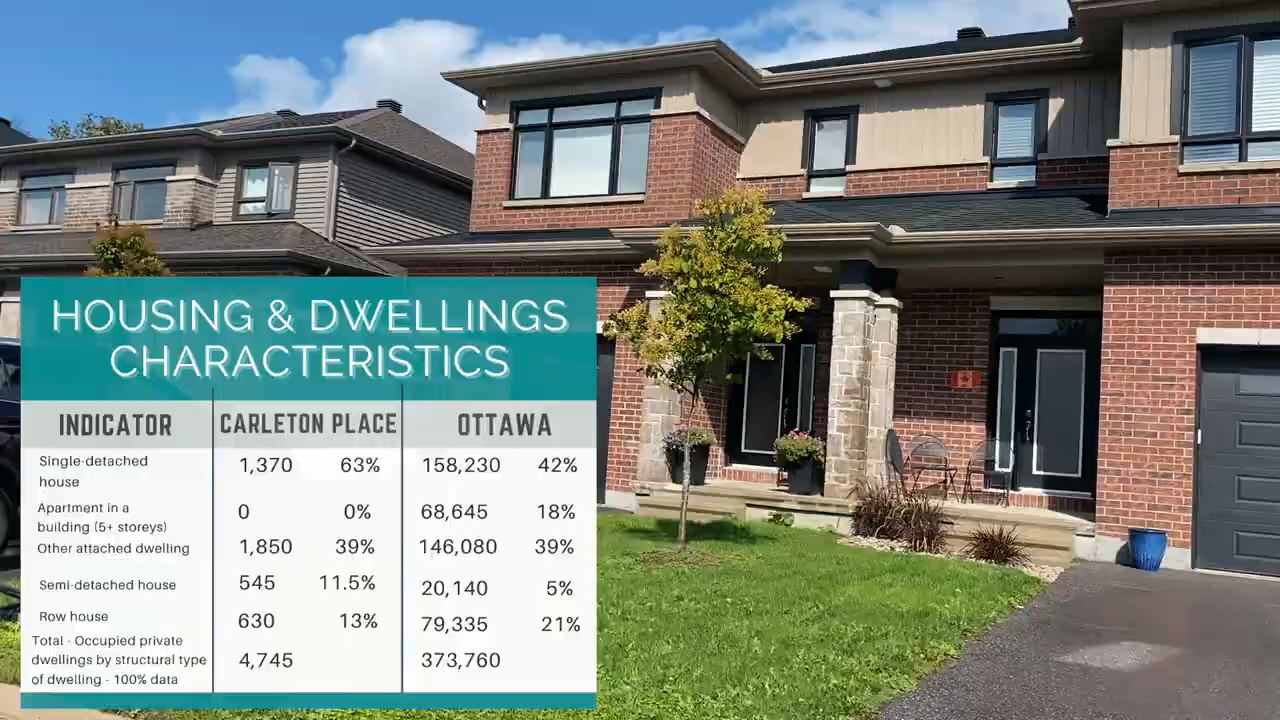 HOUSING & DWELLINGS
CHARACTERISTICS
INDICATOR CARLETON PLACE OTTAWA
Single-detached
house 1,370 63% 158,230 42%
Apartment in a
building (5+ storeys) 0 0% 68,645 18%
Other attached dwelling 1,850 39% 146,080 39%
Semi-detached house 545 11.5% 20,140 5%
Row house 630 13% 79,335 21%
Total - Occupied private
dwellings by structural type 4,745 373,760
of dwelling - 100% data